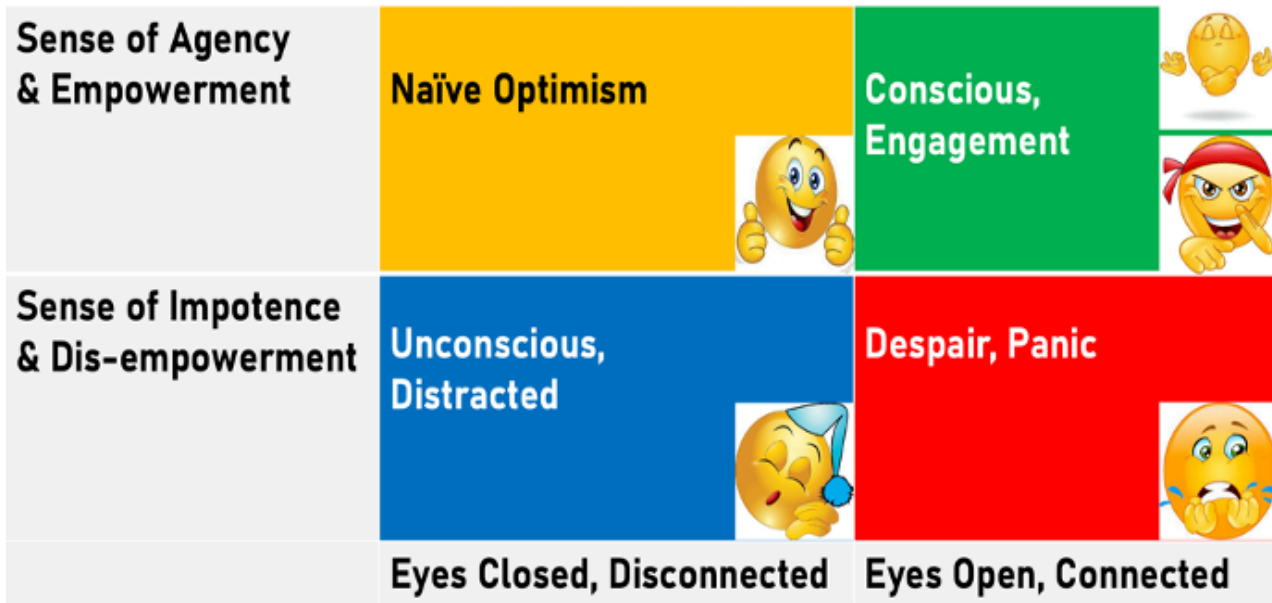 Sense of Agency
& Empowerment
Naïve Optimism
Conscious,
Engagement
Sense of Impotence
& Dis-empowerment
Unconscious,
Distracted
Despair, Panic
Eyes Closed, Disconnected
Eyes Open, Connected